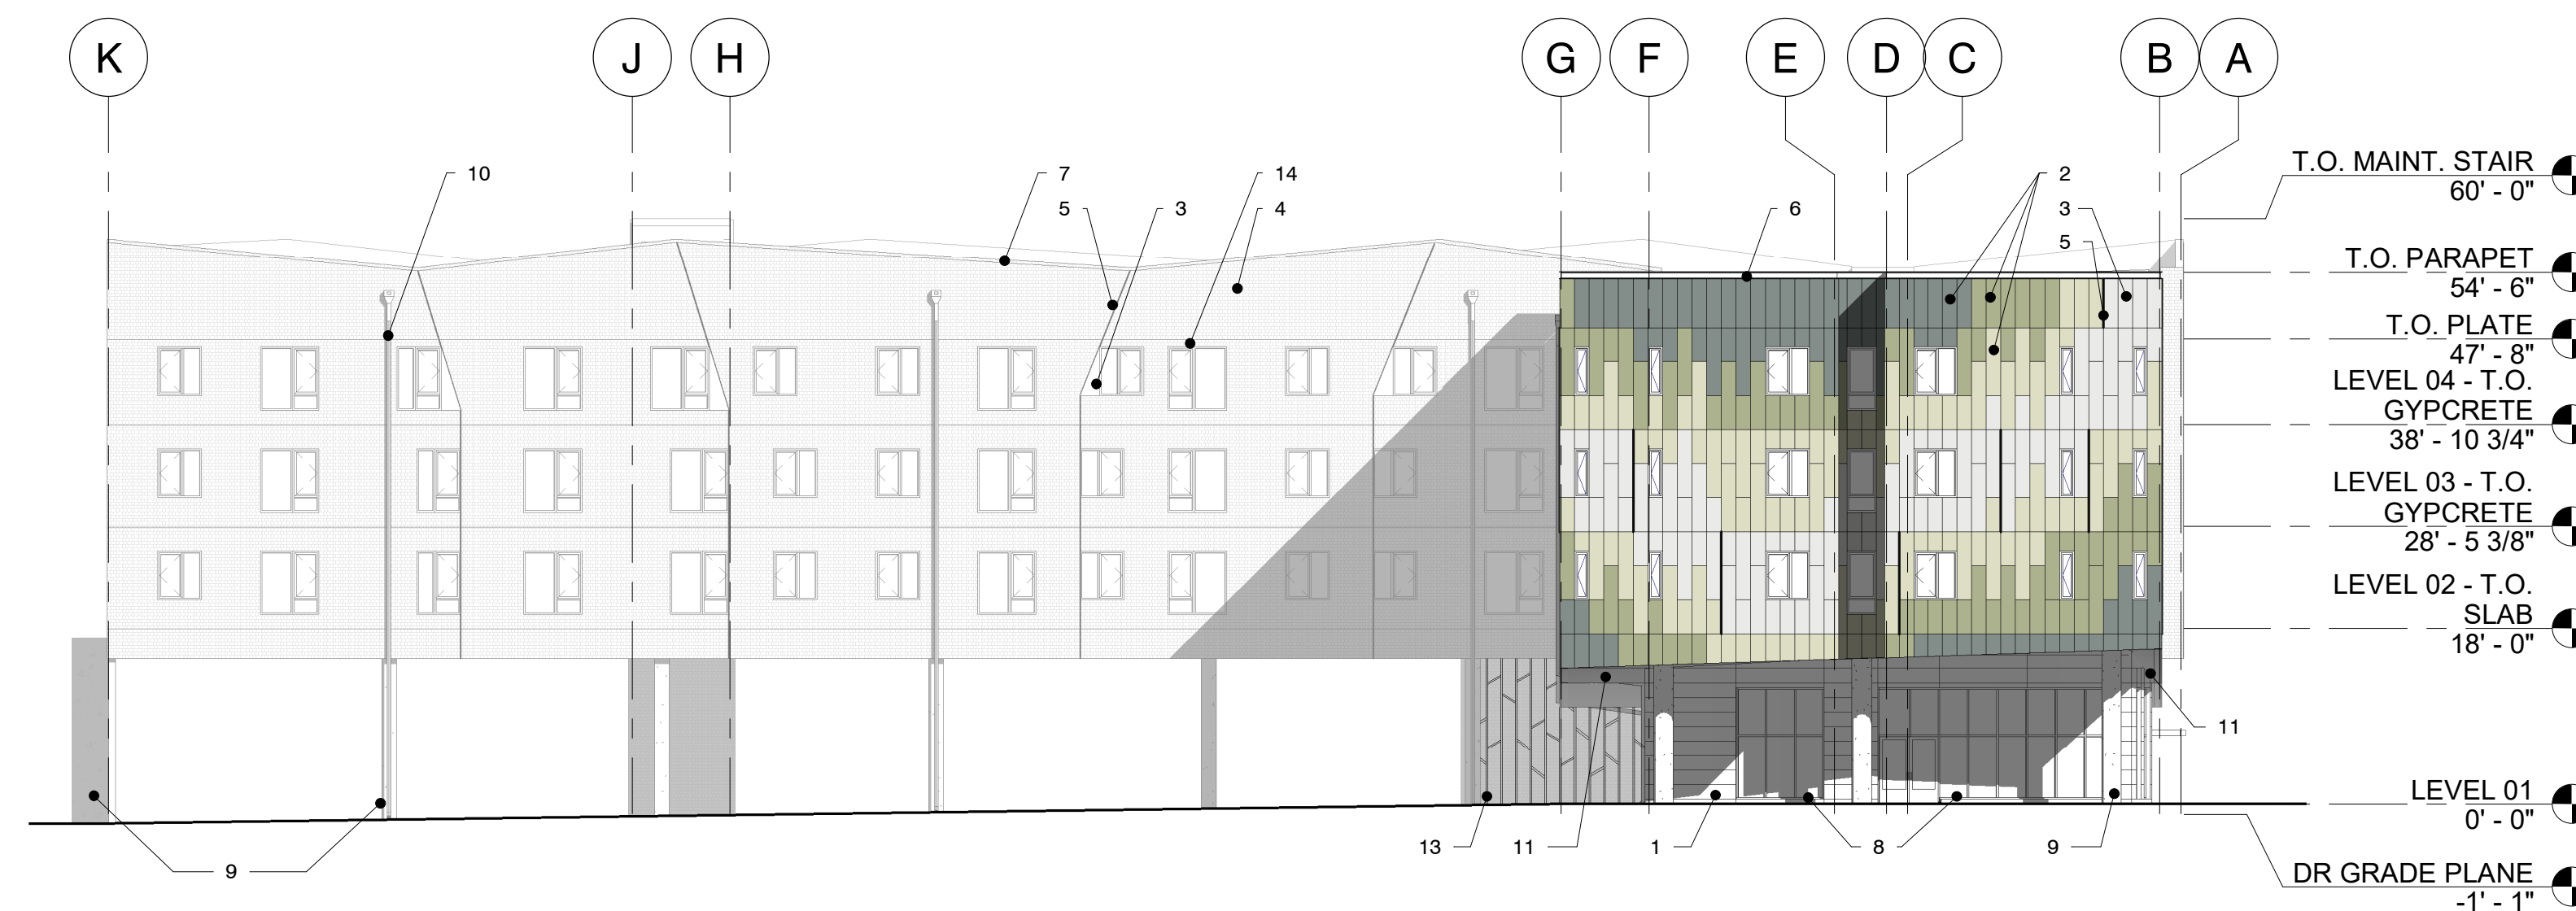 K
J
H
G
F
E
D
C
B
A
10
5
7
3
14
4
6
2
3
5
T.O. MAINT. STAIR
60' - 0"
T.O. PARAPET
54' - 6"
T.O. PLATE
47' - 8"
LEVEL 04 - T.O.
GYPCRETE
38' - 10 3/4"
LEVEL 03 - T.O.
GYPCRETE
28' - 5 3/8"
LEVEL 02 - T.O.
SLAB
18' - 0"
11
LEVEL 01
0' - 0"
9
13
11
1
8
9
DR GRADE PLANE
-1' - 1"